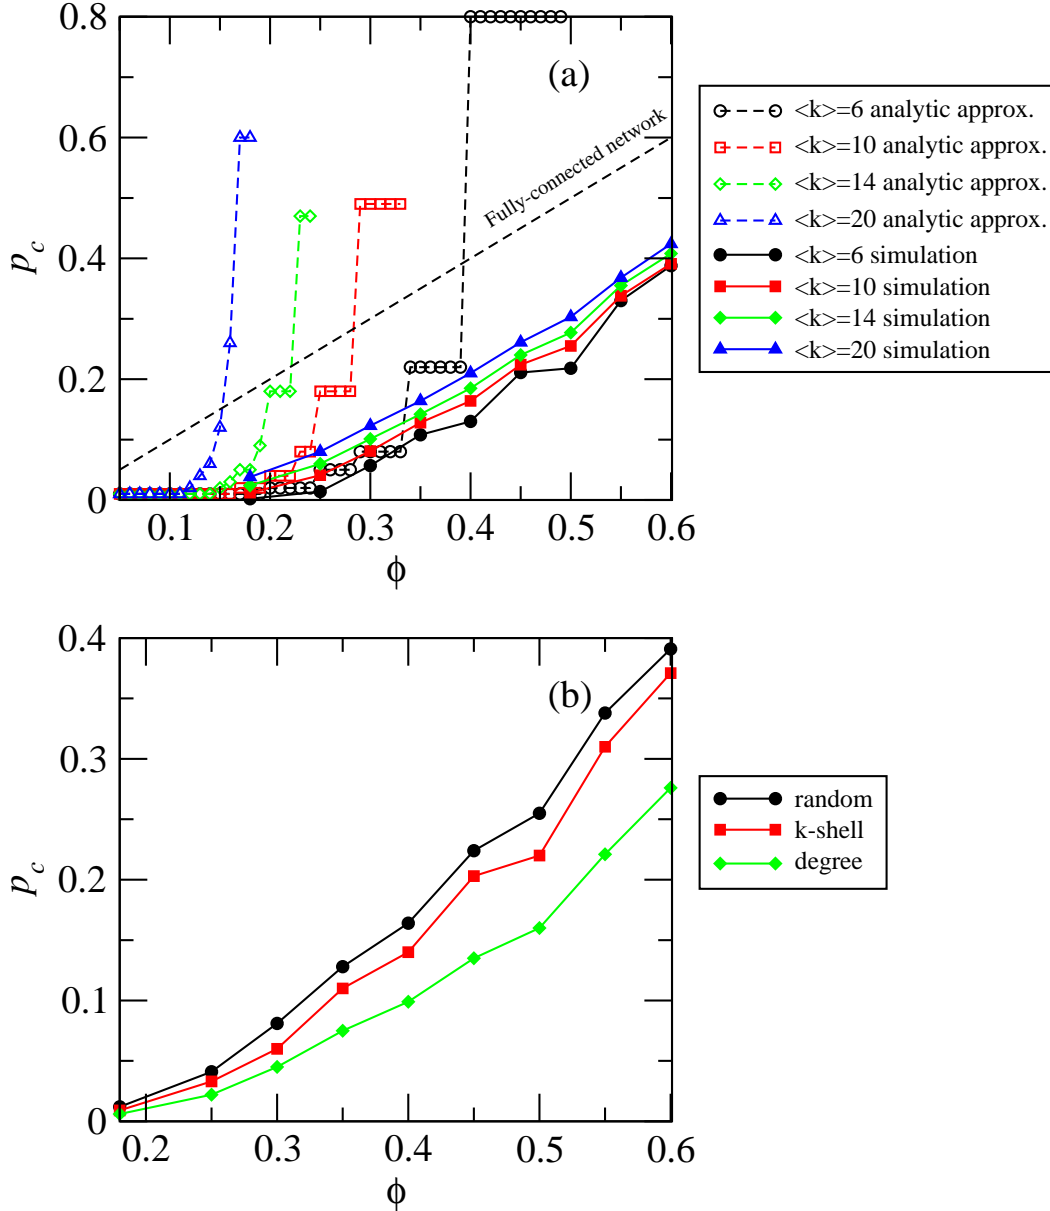 0.8
0.6
0.4
0.2
0
p_c
(a)
Fully-connected network
0.1 0.2 0.3 0.4 0.5 0.6
ϕ
<k>=6 analytic approx.
<k>=10 analytic approx.
<k>=14 analytic approx.
<k>=20 analytic approx.
<k>=6 simulation
<k>=10 simulation
<k>=14 simulation
<k>=20 simulation
0.4
0.3
0.2
0.1
0
p_c
(b)
0.2 0.3 0.4 0.5 0.6
ϕ
random
k-shell
degree